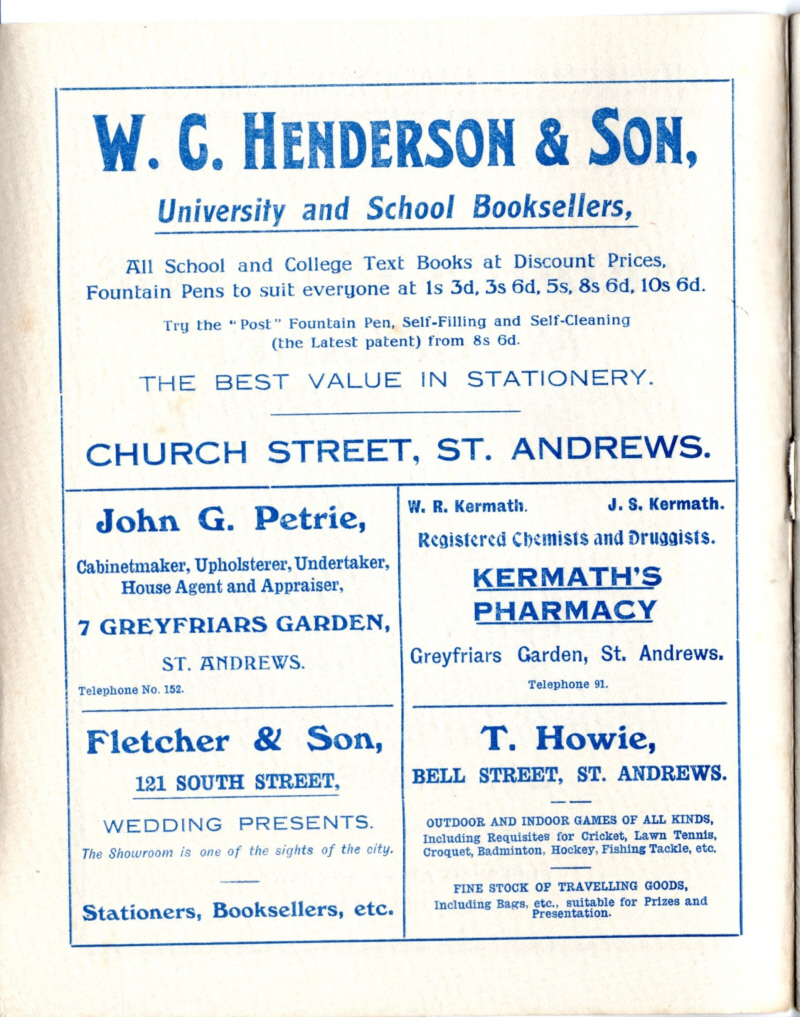 W. C. HENDERSON & SON,
University and School Booksellers,
All School and College Text Books at Discount Prices,
Fountain Pens to suit everyone at 1s 3d, 3s 6d, 5s, 8s 6d, 10s 6d.
Try the "Post" Fountain Pen, Self-Filling and Self-Cleaning
(the Latest patent) from 8s 6d.
THE BEST VALUE IN STATIONERY.
CHURCH STREET, ST. ANDREWS.
John G. Petrie,
Cabinetmaker, Upholsterer, Undertaker,
House Agent and Appraiser,
7 GREYFRIARS GARDEN,
ST. ANDREWS.
Telephone No. 152.
W. R. Kermath. J. S. Kermath.
Registered Chemists and Druggists.
KERMATH'S
PHARMACY
Greyfriars Garden, St. Andrews.
Telephone 91.
Fletcher & Son,
121 SOUTH STREET,
WEDDING PRESENTS.
The Showroom is one of the sights of the city.
Stationers, Booksellers, etc.
T. Howie,
BELL STREET, ST. ANDREWS.
OUTDOOR AND INDOOR GAMES OF ALL KINDS,
Including Requisites for Cricket, Lawn Tennis,
Croquet, Badminton, Hockey, Fishing Tackle, etc.
FINE STOCK OF TRAVELLING GOODS,
Including Bags, etc., suitable for Prizes and
Presentation.